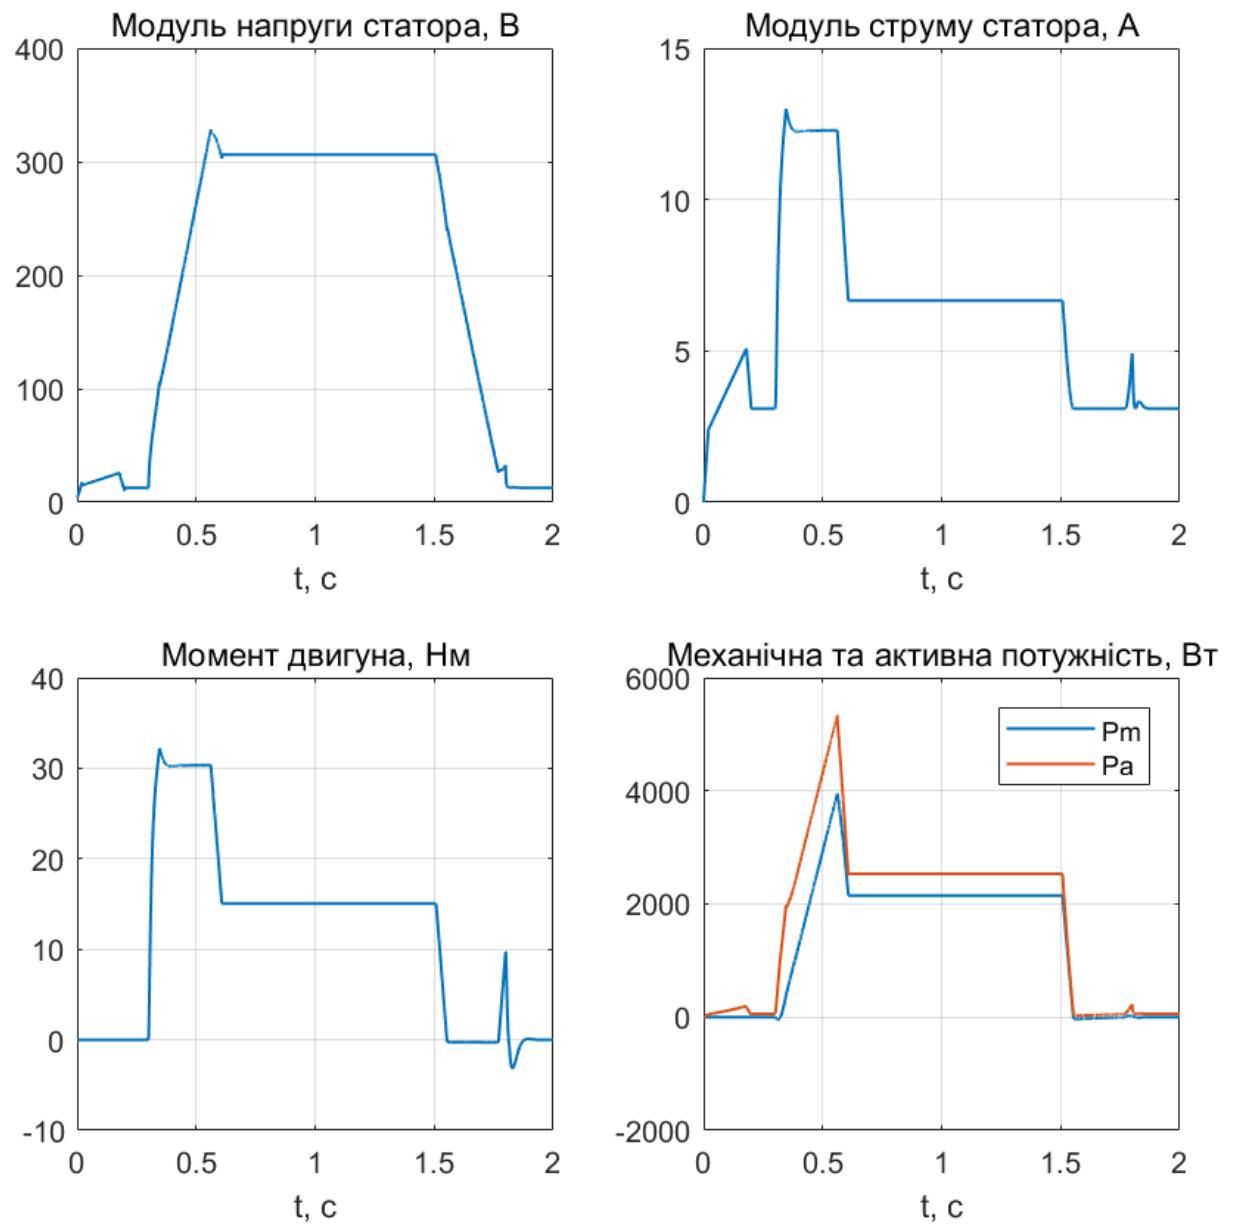 Модуль напруги статора, В
400
300
200
100
0
0 0.5 1 1.5 2
t, с
Модуль струму статора, А
15
10
5
0
0 0.5 1 1.5 2
t, с
Момент двигуна, Нм
40
30
20
10
0
-10
0 0.5 1 1.5 2
t, с
Механічна та активна потужність, Вт
6000
4000
2000
0
-2000
Pm
Pa
0 0.5 1 1.5 2
t, с